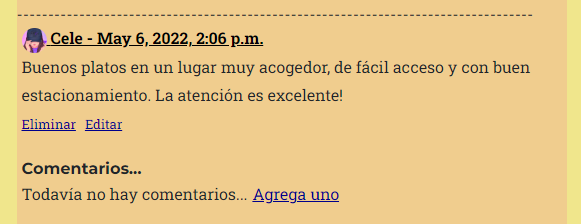 Cele - May 6, 2022, 2:06 p.m.
Buenos platos en un lugar muy acogedor, de fácil acceso y con buen
estacionamiento. La atención es excelente!
Eliminar Editar
Comentarios...
Todavía no hay comentarios... Agrega uno